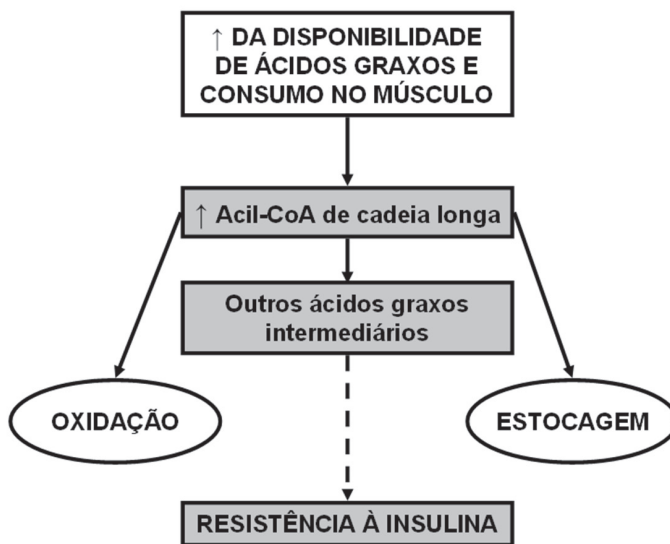 ↑ DA DISPONIBILIDADE
DE ÁCIDOS GRAXOS E
CONSUMO NO MÚSCULO
↑ Acil-CoA de cadeia longa
Outros ácidos graxos
intermediários
OXIDAÇÃO
ESTOCAGEM
RESISTÊNCIA À INSULINA